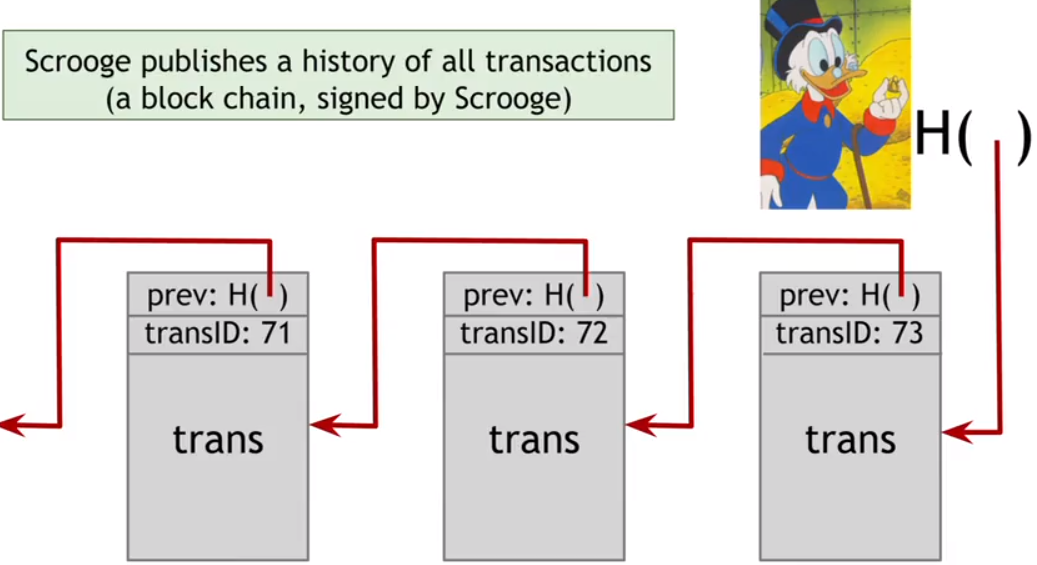 Scrooge publishes a history of all transactions
(a block chain, signed by Scrooge)
H( )
prev: H( )
transID: 71
trans
prev: H( )
transID: 72
trans
prev: H( )
transID: 73
trans